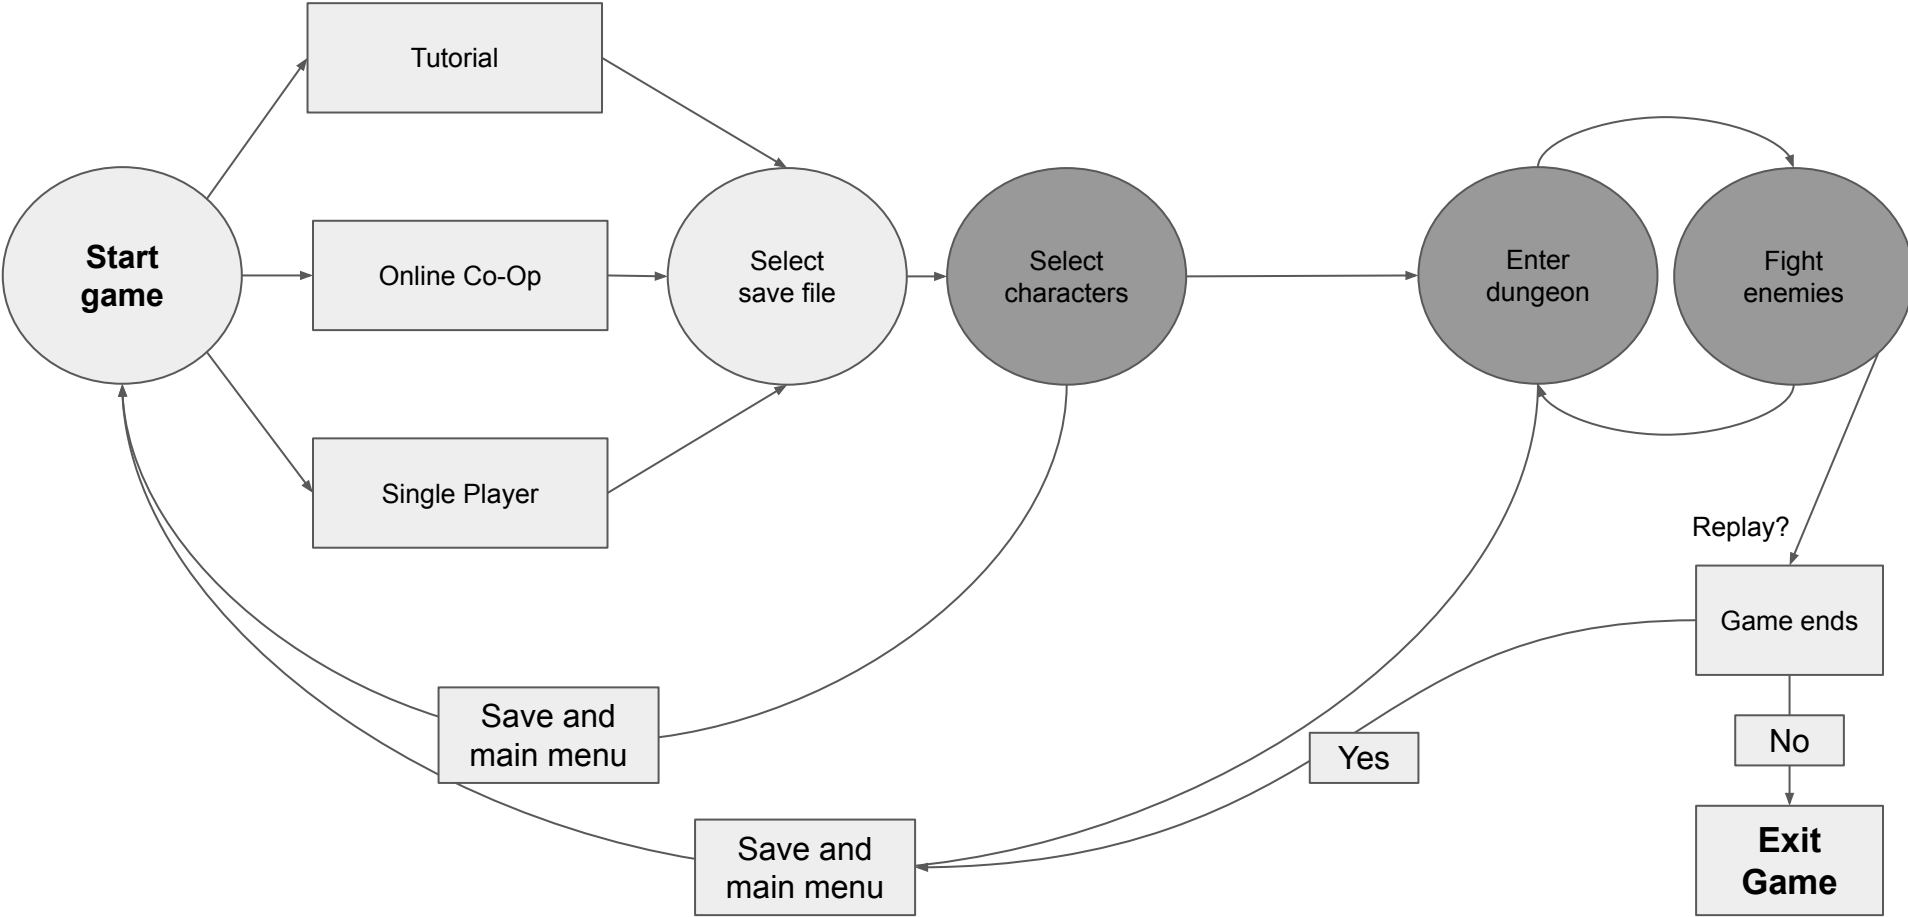 Tutorial
Start
game
Online Co-Op
Single Player
Select
save file
Select
characters
Enter
dungeon
Fight
enemies
Replay?
Game ends
Save and
main menu
Yes
No
Save and
main menu
Exit
Game